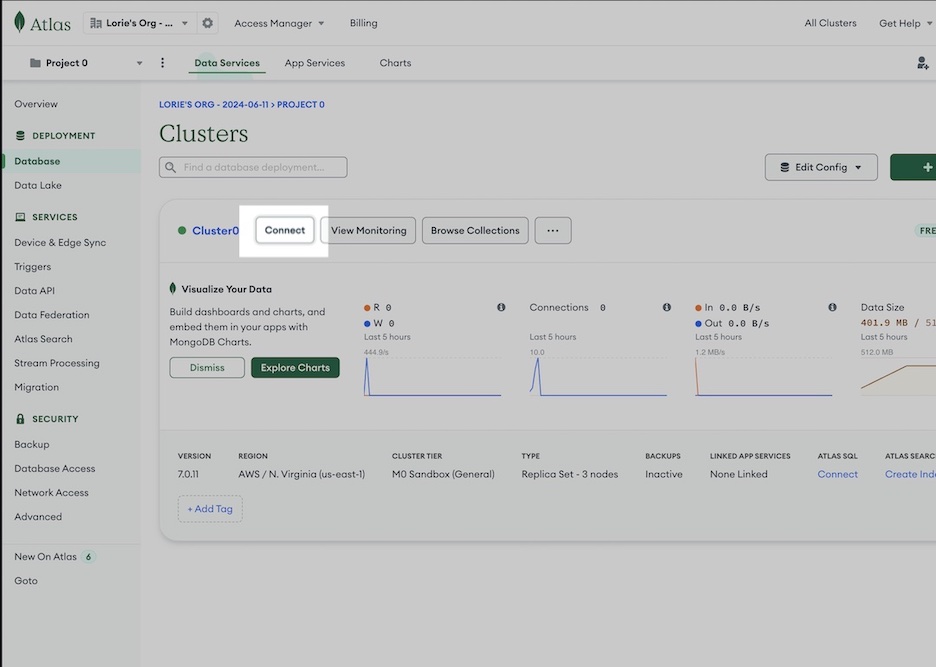 Atlas
Lorie's Org - ...
Access Manager
Billing
All Clusters
Get Help
Project 0
Data Services
App Services
Charts
Overview
DEPLOYMENT
Database
Data Lake
SERVICES
Device & Edge Sync
Triggers
Data API
Data Federation
Atlas Search
Stream Processing
Migration
SECURITY
Backup
Database Access
Network Access
Advanced
New On Atlas 6
Goto
LORIE'S ORG - 2024-06-11 > PROJECT 0
Clusters
Find a database deployment...
Edit Config
+
Cluster0
Connect
View Monitoring
Browse Collections
...
FRE
Visualize Your Data
Build dashboards and charts, and
embed them in your apps with
MongoDB Charts.
Dismiss
Explore Charts
R 0
W 0
Last 5 hours
444.9/s
Connections 0
Last 5 hours
10.0
In 0.0 B/s
Out 0.0 B/s
Last 5 hours
1.2 MB/s
Data Size
401.9 MB / 51
Last 5 hours
512.0 MB
VERSION REGION CLUSTER TIER TYPE BACKUPS LINKED APP SERVICES ATLAS SQL ATLAS SEARC
7.0.11 AWS / N. Virginia (us-east-1) M0 Sandbox (General) Replica Set - 3 nodes Inactive None Linked Connect Create Inde
+ Add Tag